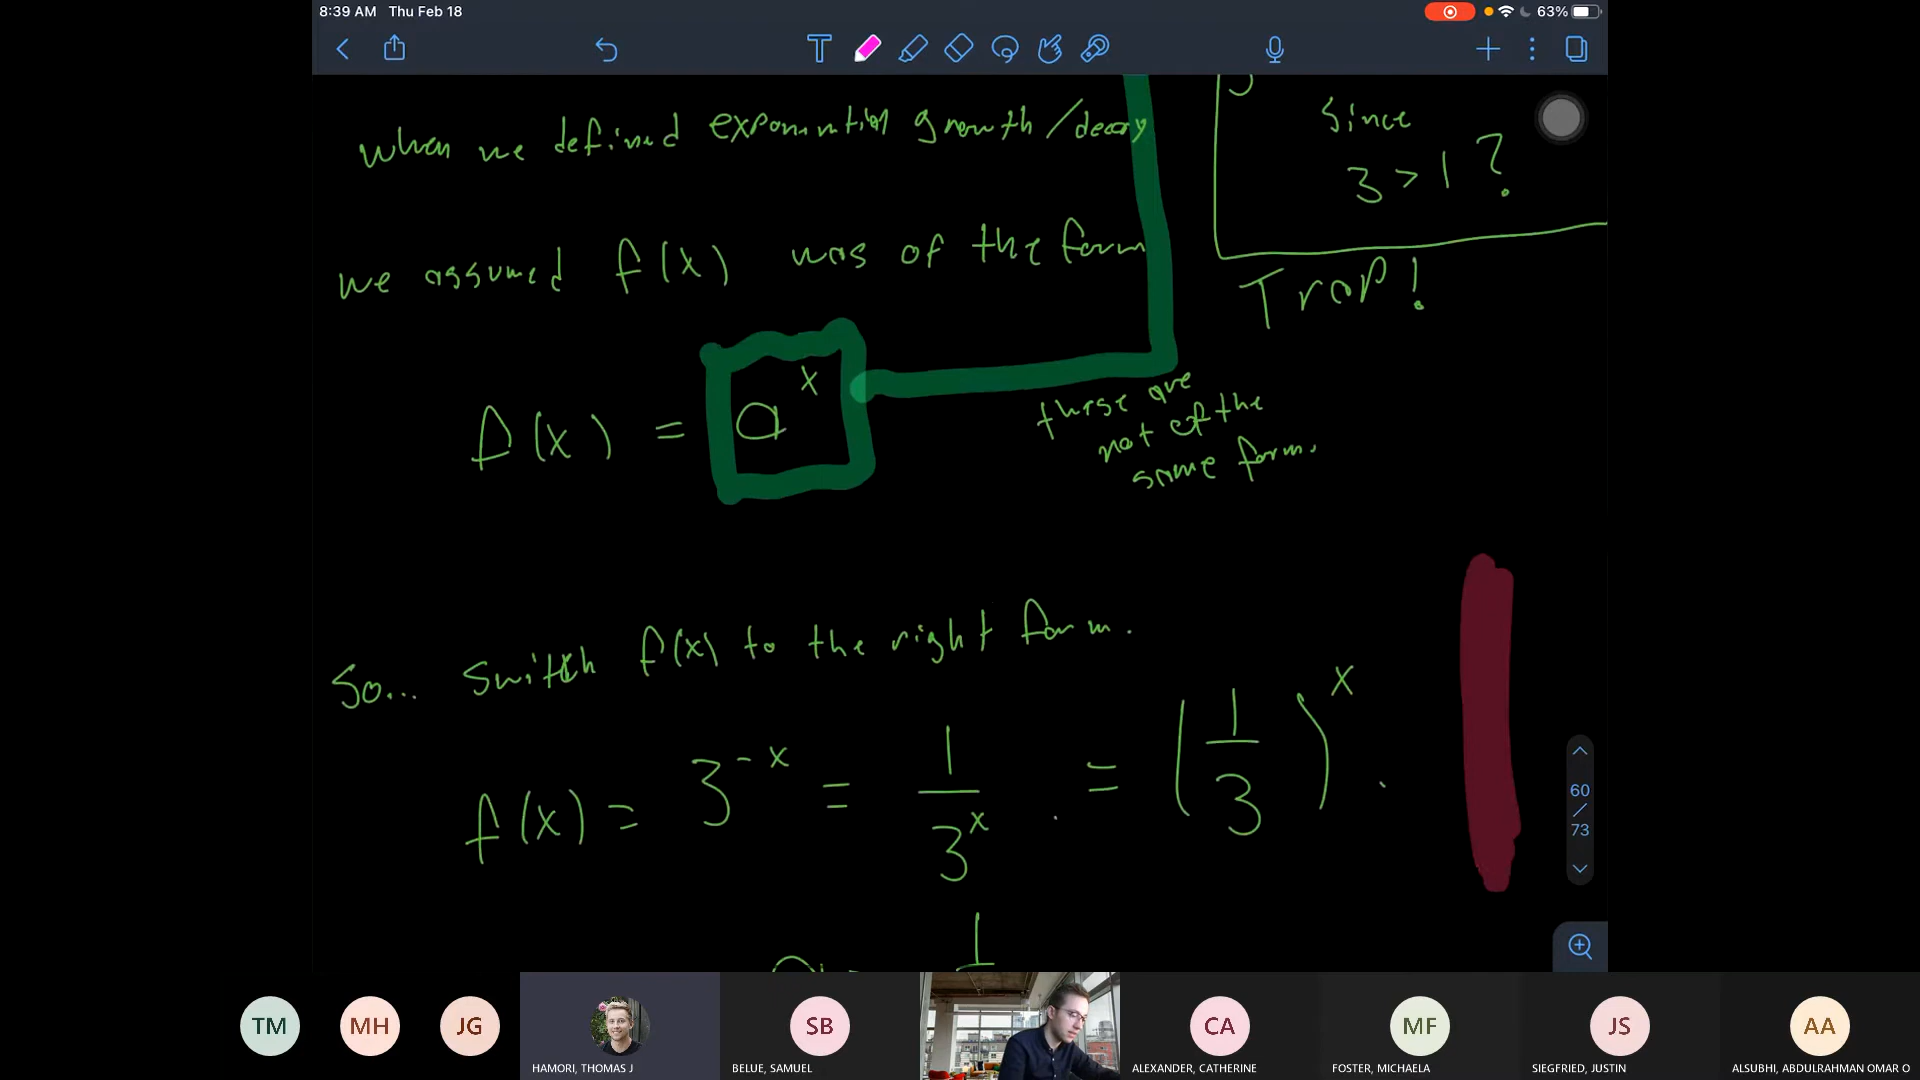 8:39 AM Thu Feb 18
63%
T
when we defined exponential growth/decay
since
3 > 1 ?
we assumed f(x) was of the form
Trap!
f(x) = a^x
these are
not of the
same form.
So... Switch f(x) to the right form.
f(x) = 3^-x = 1/3^x = (1/3)^x.
60
/
73
1
TM
MH
JG
SB
CA
MF
JS
AA
HAMORI, THOMAS J
BELUE, SAMUEL
ALEXANDER, CATHERINE
FOSTER, MICHAELA
SIEGFRIED, JUSTIN
ALSUBHI, ABDULRAHMAN OMAR O